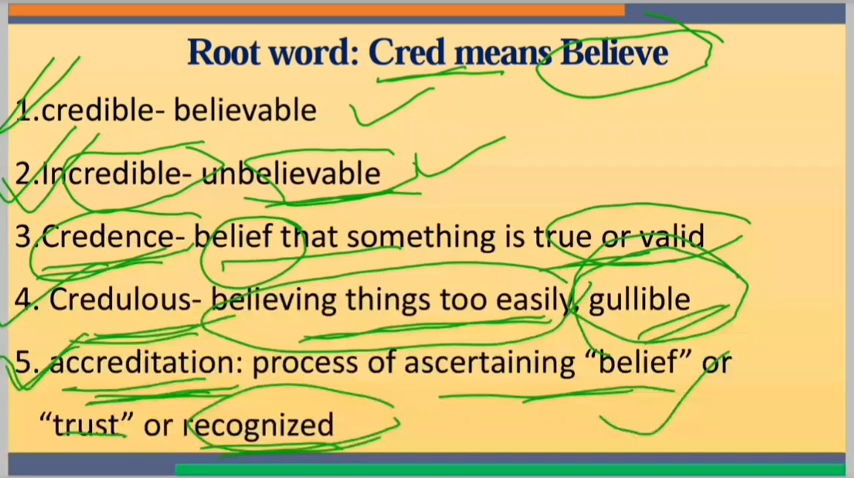 Root word: Cred means Believe
1.credible- believable
2.Incredible- unbelievable
3.Credence- belief that something is true or valid
4. Credulous- believing things too easily, gullible
5. accreditation: process of ascertaining “belief” or
“trust” or recognized